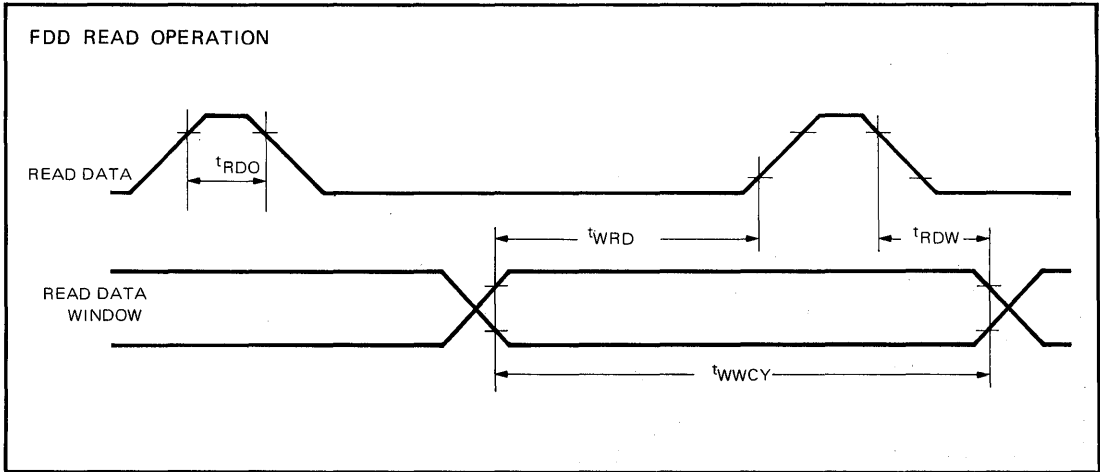 FDD READ OPERATION
READ DATA
tRDO
tWRD
tRDW
READ DATA
WINDOW
tWWCY